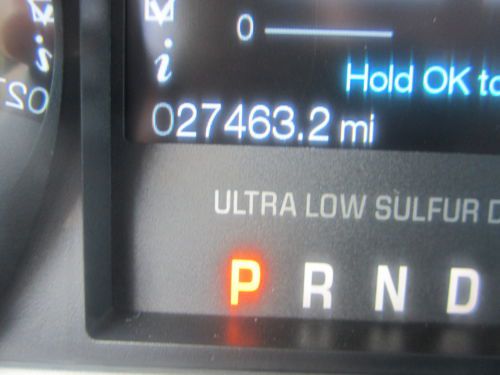 0
Hold OK to
i
027463.2 mi
ULTRA LOW SULFUR D
P R N D